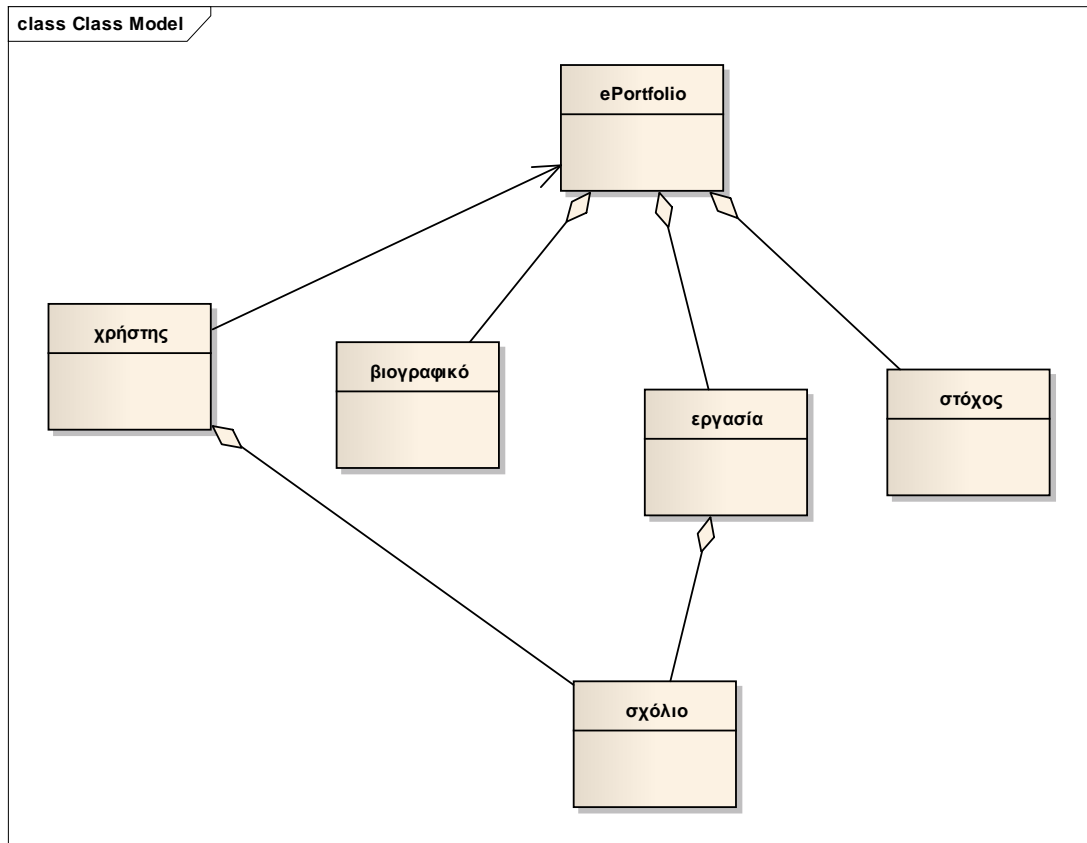 class Class Model
ePortfolio
χρήστης
βιογραφικό
εργασία
στόχος
σχόλιο